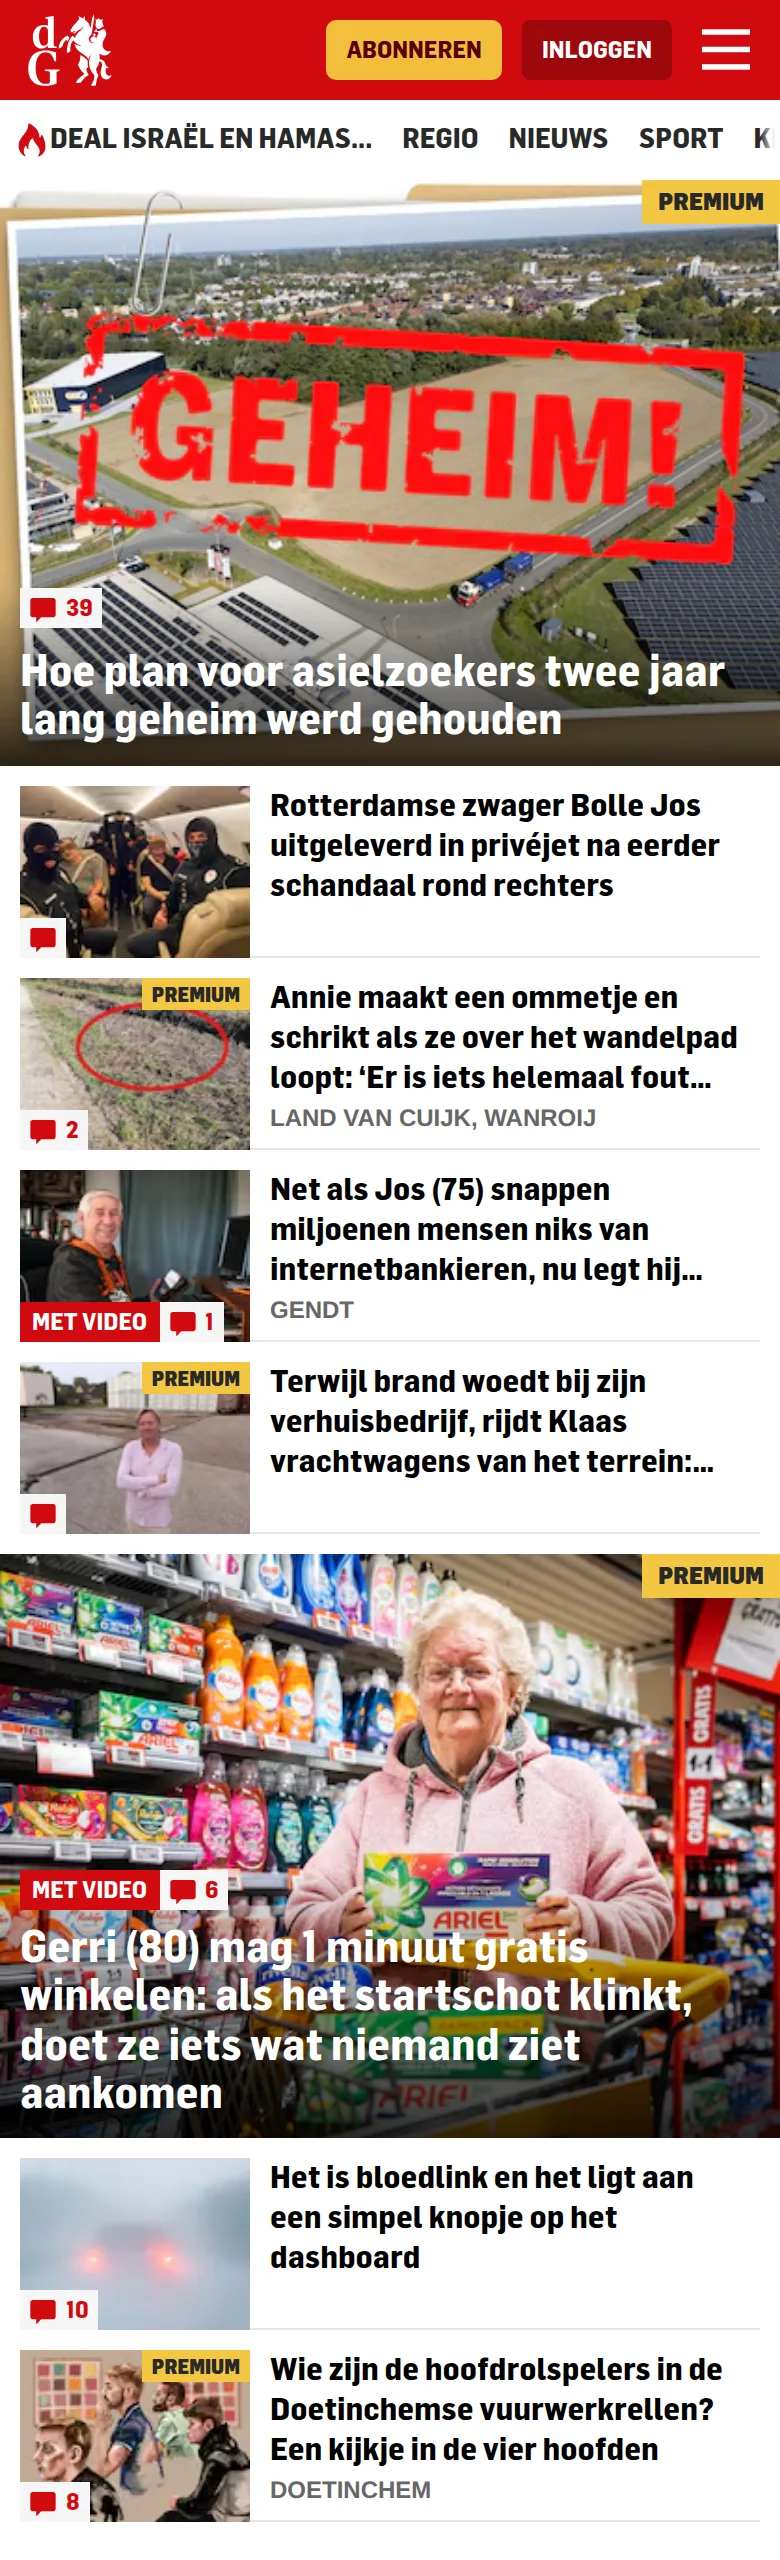 dG
ABONNEREN
INLOGGEN
DEAL ISRAËL EN HAMAS...
REGIO
NIEUWS
SPORT
PREMIUM
GEHEIM!
39
Hoe plan voor asielzoekers twee jaar
lang geheim werd gehouden
Rotterdamse zwager Bolle Jos
uitgeleverd in privéjet na eerder
schandaal rond rechters
PREMIUM
2
Annie maakt een ommetje en
schrikt als ze over het wandelpad
loopt: ‘Er is iets helemaal fout...
LAND VAN CUIJK, WANROIJ
MET VIDEO
1
Net als Jos (75) snappen
miljoenen mensen niks van
internetbankieren, nu legt hij...
GENDT
PREMIUM
Terwijl brand woedt bij zijn
verhuisbedrijf, rijdt Klaas
vrachtwagens van het terrein:...
PREMIUM
GRATIS
GRATIS
ARIEL
ARIEL
MET VIDEO
6
Gerri (80) mag 1 minuut gratis
winkelen: als het startschot klinkt,
doet ze iets wat niemand ziet
aankomen
10
Het is bloedlink en het ligt aan
een simpel knopje op het
dashboard
PREMIUM
8
Wie zijn de hoofdrolspelers in de
Doetinchemse vuurwerkrellen?
Een kijkje in de vier hoofden
DOETINCHEM